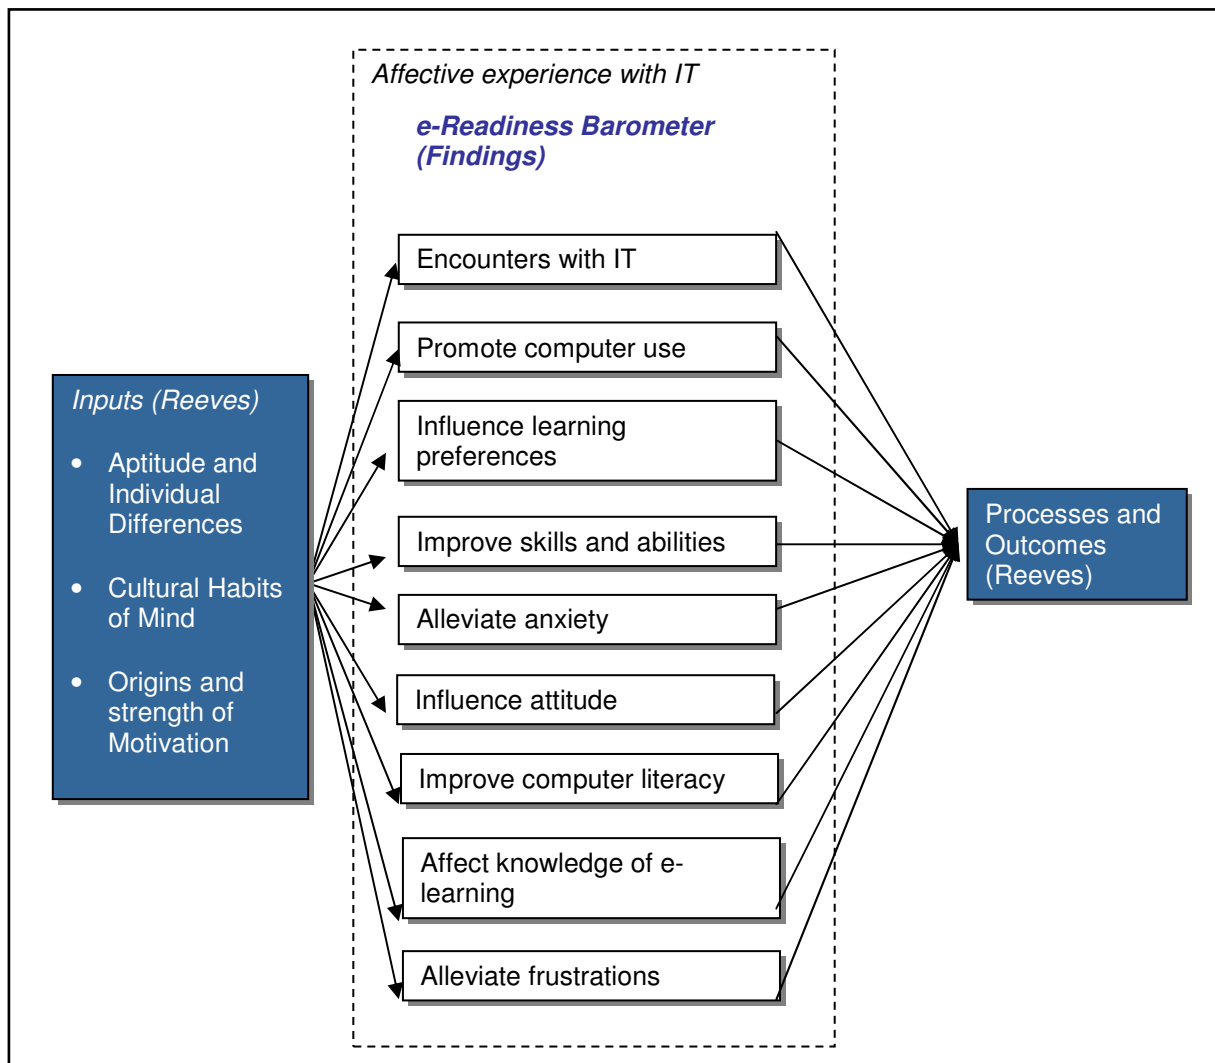 Affective experience with IT
e-Readiness Barometer
(Findings)
Encounters with IT
Promote computer use
Influence learning
preferences
Improve skills and abilities
Alleviate anxiety
Influence attitude
Improve computer literacy
Affect knowledge of e-
learning
Alleviate frustrations
Inputs (Reeves)
• Aptitude and
Individual
Differences
• Cultural Habits
of Mind
• Origins and
strength of
Motivation
Processes and
Outcomes
(Reeves)